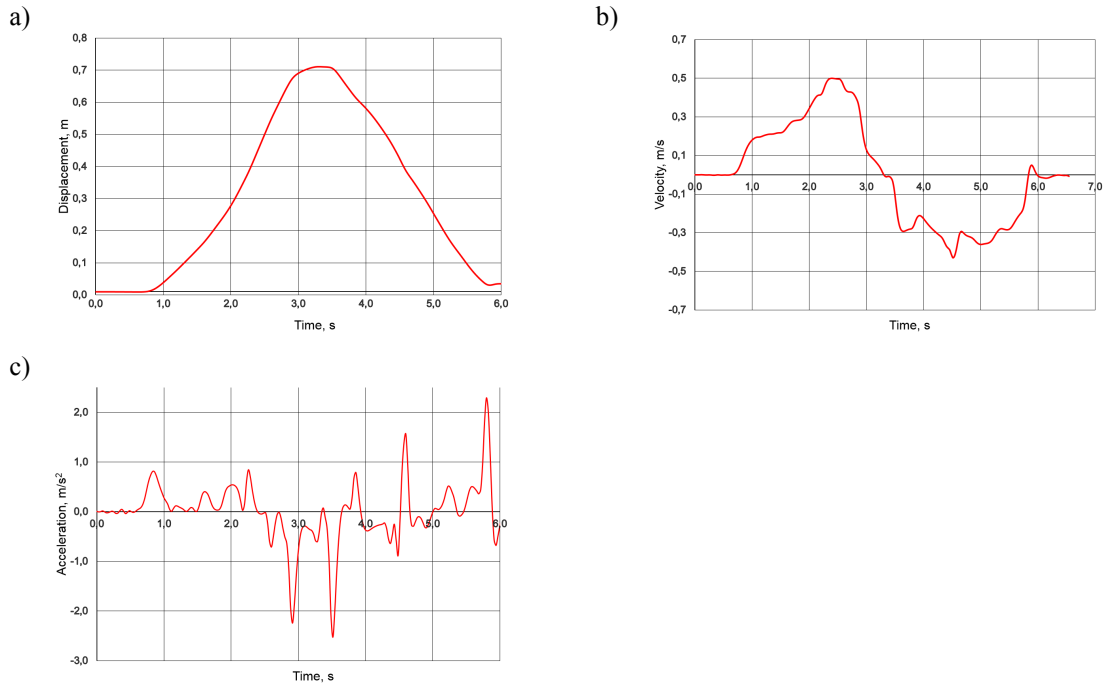 a)
Displacement, m
0,8
0,7
0,6
0,5
0,4
0,3
0,2
0,1
0,0
0,0 1,0 2,0 3,0 4,0 5,0 6,0
Time, s
b)
Velocity, m/s
0,7
0,5
0,3
0,1
-0,1
-0,3
-0,5
-0,7
0,0 1,0 2,0 3,0 4,0 5,0 6,0 7,0
Time, s
c)
Acceleration, m/s²
2,0
1,0
0,0
-1,0
-2,0
-3,0
0,0 1,0 2,0 3,0 4,0 5,0 6,0
Time, s